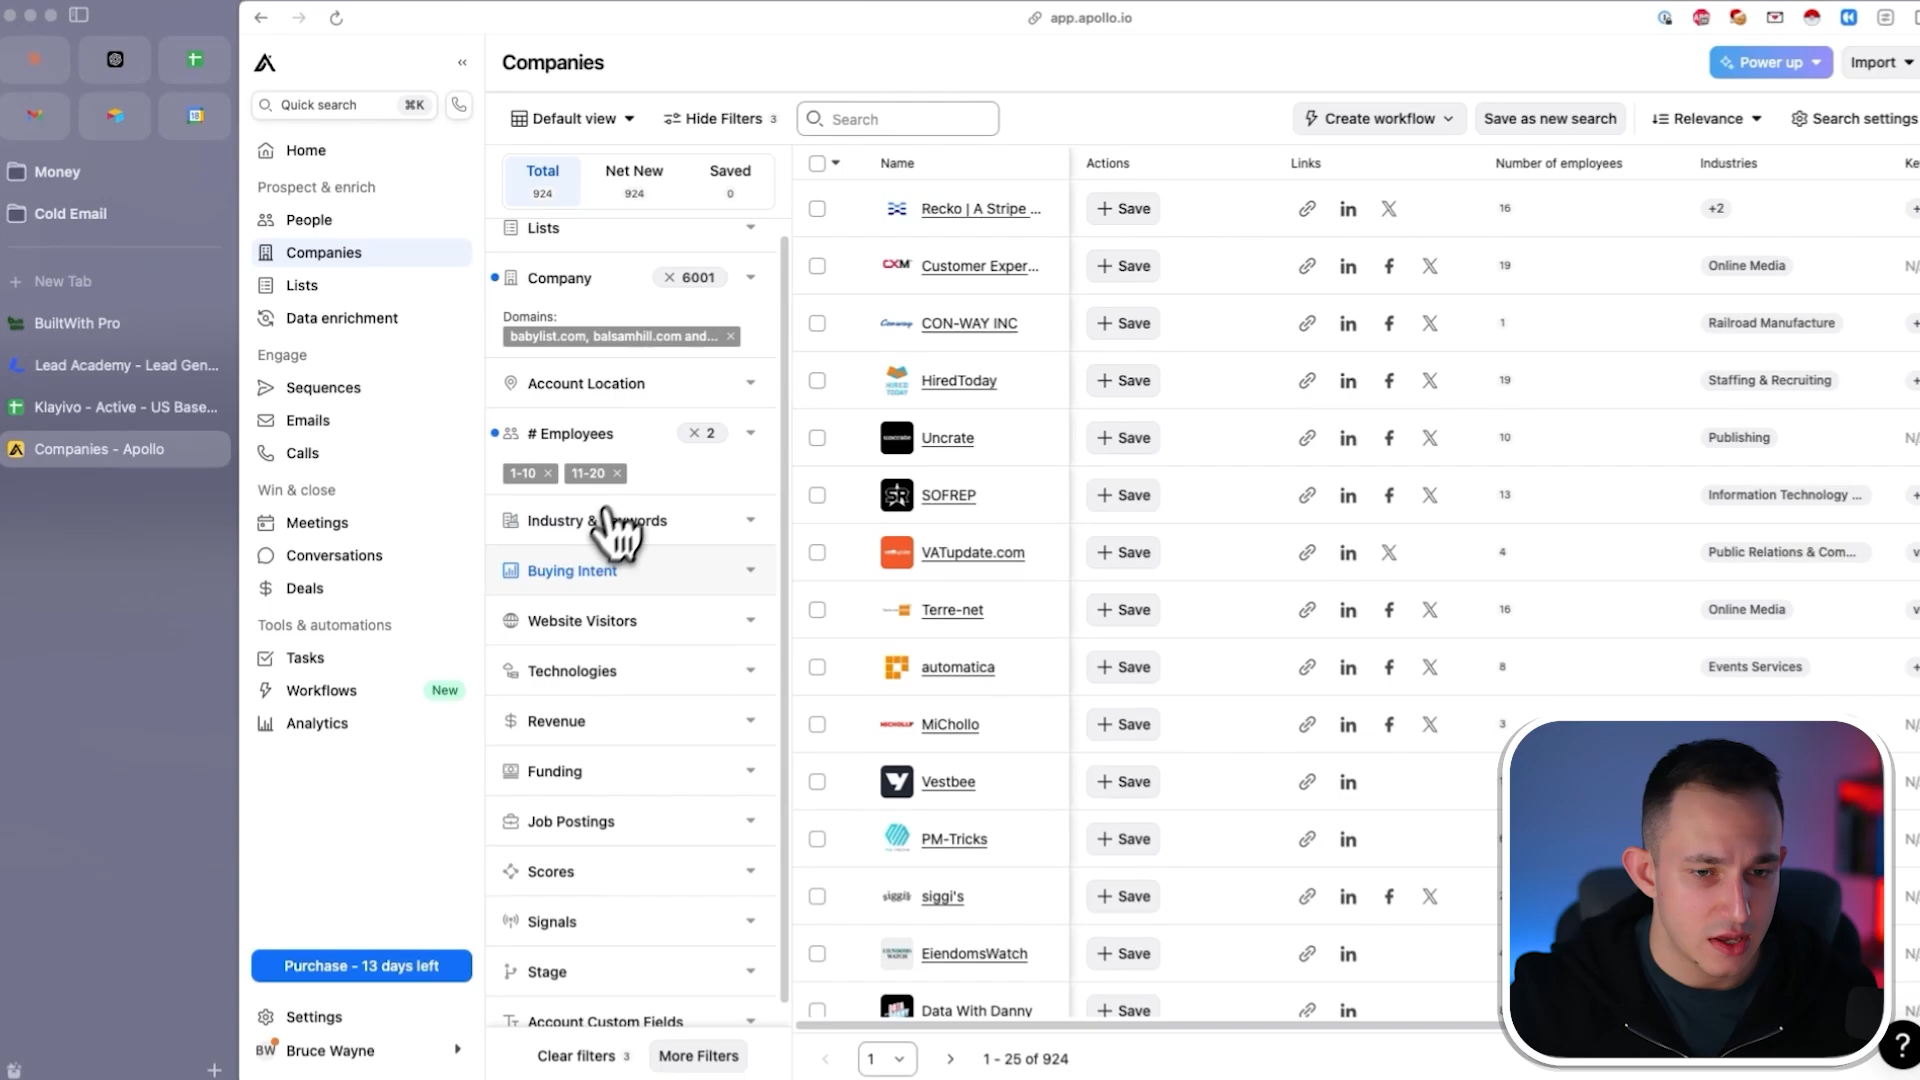 app.apollo.io
Money
Cold Email
New Tab
BuiltWith Pro
Lead Academy - Lead Gen...
Klayivo - Active - US Base...
Companies - Apollo
Quick search ⌘K
Home
Prospect & enrich
People
Companies
Lists
Data enrichment
Engage
Sequences
Emails
Calls
Win & close
Meetings
Conversations
Deals
Tools & automations
Tasks
Workflows New
Analytics
Purchase - 13 days left
Settings
BW Bruce Wayne
Companies
Power up
Import
Default view
Hide Filters 3
Search
Create workflow
Save as new search
Relevance
Search settings
Total Net New Saved
924 924 0
Lists
Company 6001
Domains:
babylist.com, balsamhill.com and...
Account Location
# Employees 2
1-10 11-20
Industry &
Buying Intent
Website Visitors
Technologies
Revenue
Funding
Job Postings
Scores
Signals
Stage
Account Custom Fields
Clear filters 3 More Filters
Name Actions Links Number of employees Industries
Recko | A Stripe ... + Save 16 +2
CXM Customer Exper... + Save 19 Online Media
CON-WAY INC + Save 1 Railroad Manufacture
HIRED TODAY HiredToday + Save 19 Staffing & Recruiting
Uncrate + Save 10 Publishing
SR SOFREP + Save 13 Information Technology ...
VATupdate.com + Save 4 Public Relations & Com...
Terre-net + Save 16 Online Media
automatica + Save 8 Events Services
MiChollo + Save 3
Vestbee + Save
PM-Tricks + Save
siggi's siggi's + Save
EiendomsWatch + Save
Data With Danny + Save
1
1 - 25 of 924
?